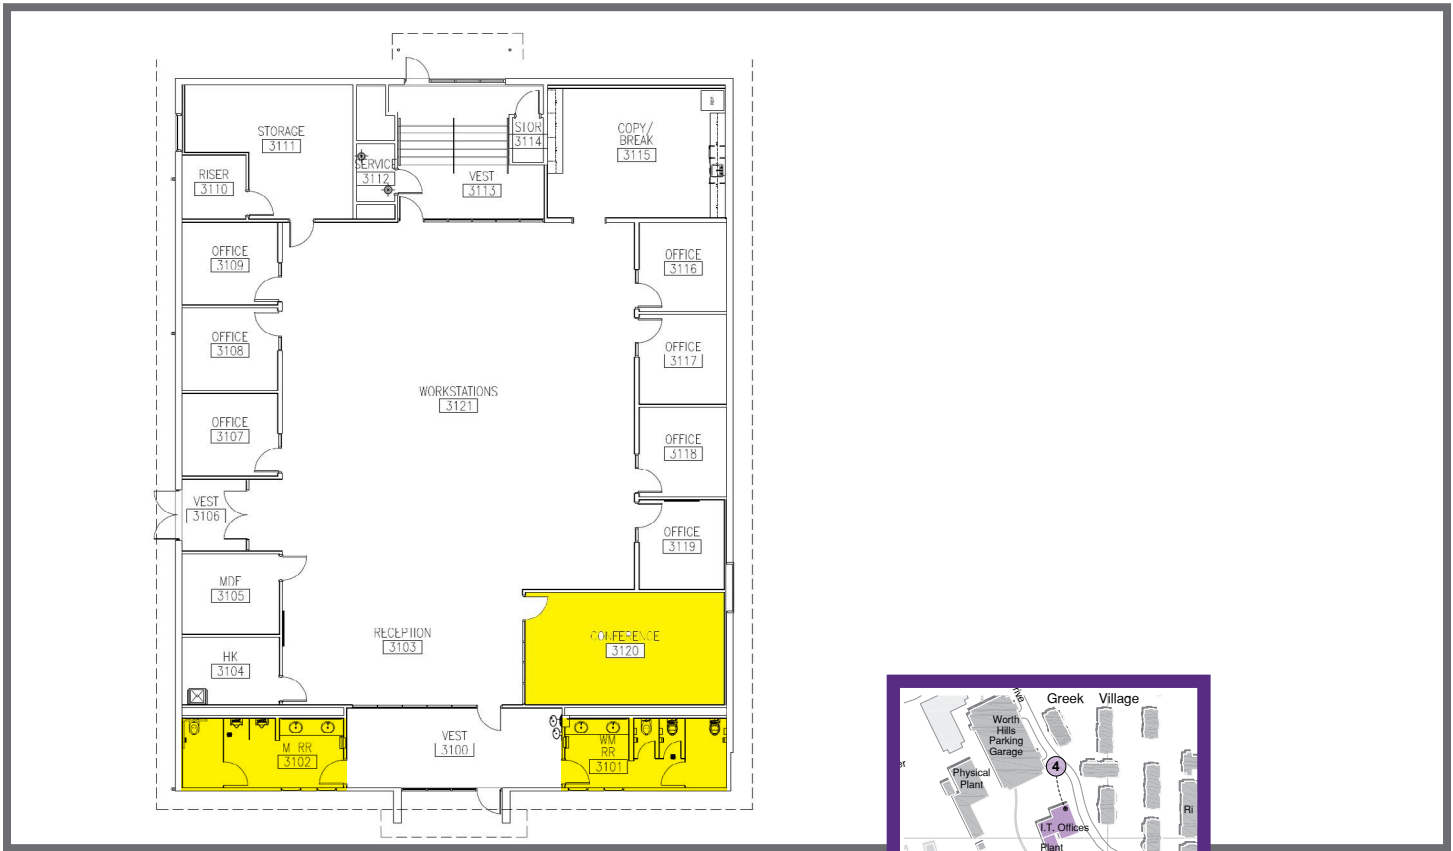 STORAGE
3111
STOR
3114
COPY/
BREAK
3115
REF.
RISER
3110
SERVICE
3112
VEST
3113
OFFICE
3109
OFFICE
3116
OFFICE
3108
OFFICE
3117
WORKSTATIONS
3121
OFFICE
3107
OFFICE
3118
VEST
3106
OFFICE
3119
MDF
3105
RECEPTION
3103
CONFERENCE
3120
HK
3104
M RR
3102
VEST
3100
WM
RR
3101
Greek Village
Worth
Hills
Parking
Garage
4
Physical
Plant
Ri
I.T. Offices
Plant